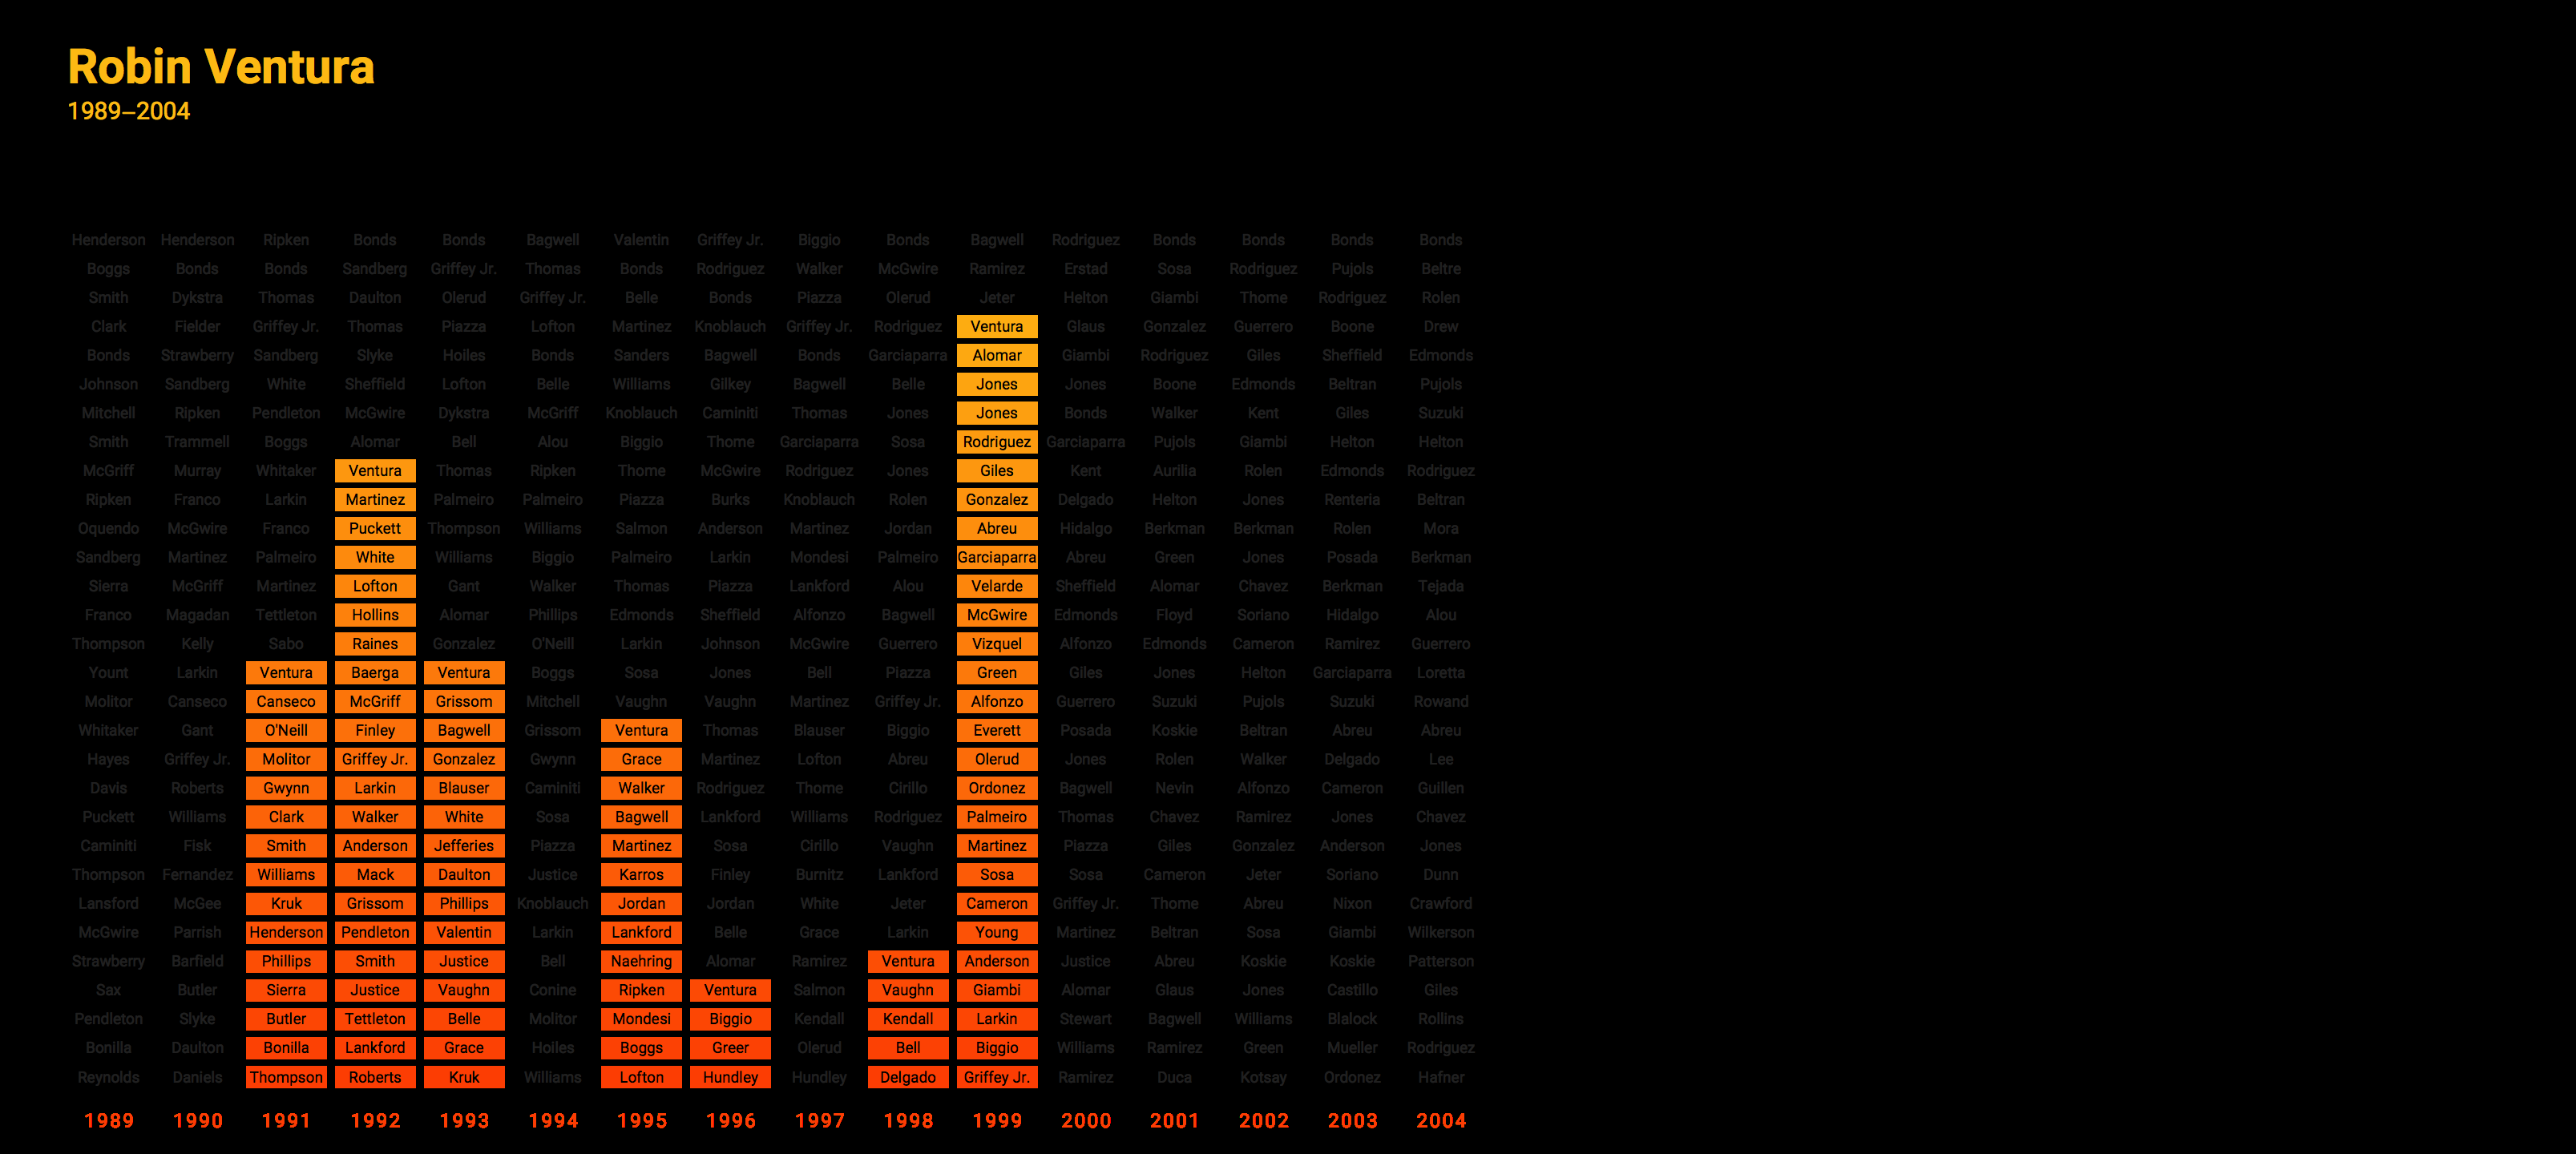 Robin Ventura
1989–2004
Henderson Henderson Ripken Bonds Bonds Bagwell Valentin Griffey Jr. Biggio Bonds Bagwell Rodriguez Bonds Bonds Bonds Bonds
Boggs Bonds Bonds Sandberg Griffey Jr. Thomas Bonds Rodriguez Walker McGwire Ramirez Erstad Sosa Rodriguez Pujols Beltre
Smith Dykstra Thomas Daulton Olerud Griffey Jr. Belle Bonds Piazza Olerud Jeter Helton Giambi Thome Rodriguez Rolen
Clark Fielder Griffey Jr. Thomas Piazza Lofton Martinez Knoblauch Griffey Jr. Rodriguez Ventura Glaus Gonzalez Guerrero Boone Drew
Bonds Strawberry Sandberg Slyke Hoiles Bonds Sanders Bagwell Bonds Garciaparra Alomar Giambi Rodriguez Giles Sheffield Edmonds
Johnson Sandberg White Sheffield Lofton Belle Williams Gilkey Bagwell Belle Jones Jones Boone Edmonds Beltran Pujols
Mitchell Ripken Pendleton McGwire Dykstra McGriff Knoblauch Caminiti Thomas Jones Jones Bonds Walker Kent Giles Suzuki
Smith Trammell Boggs Alomar Bell Alou Biggio Thome Garciaparra Sosa Rodriguez Garciaparra Pujols Giambi Helton Helton
McGriff Murray Whitaker Ventura Thomas Ripken Thome McGwire Rodriguez Jones Giles Kent Aurilia Rolen Edmonds Rodriguez
Ripken Franco Larkin Martinez Palmeiro Palmeiro Piazza Burks Knoblauch Rolen Gonzalez Delgado Helton Jones Renteria Beltran
Oquendo McGwire Franco Puckett Thompson Williams Salmon Anderson Martinez Jordan Abreu Hidalgo Berkman Berkman Rolen Mora
Sandberg Martinez Palmeiro White Williams Biggio Palmeiro Larkin Mondesi Palmeiro Garciaparra Abreu Green Jones Posada Berkman
Sierra McGriff Martinez Lofton Gant Walker Thomas Piazza Lankford Alou Velarde Sheffield Alomar Chavez Berkman Tejada
Franco Magadan Tettleton Hollins Alomar Phillips Edmonds Sheffield Alfonzo Bagwell McGwire Edmonds Floyd Soriano Hidalgo Alou
Thompson Kelly Sabo Raines Gonzalez O'Neill Larkin Johnson McGwire Guerrero Vizquel Alfonzo Edmonds Cameron Ramirez Guerrero
Yount Larkin Ventura Baerga Ventura Boggs Sosa Jones Bell Piazza Green Giles Jones Helton Garciaparra Loretta
Molitor Canseco Canseco McGriff Grissom Mitchell Vaughn Vaughn Martinez Griffey Jr. Alfonzo Guerrero Suzuki Pujols Suzuki Rowand
Whitaker Gant O'Neill Finley Bagwell Grissom Ventura Thomas Blauser Biggio Everett Posada Koskie Beltran Abreu Abreu
Hayes Griffey Jr. Molitor Griffey Jr. Gonzalez Gwynn Grace Martinez Lofton Abreu Olerud Jones Rolen Walker Delgado Lee
Davis Roberts Gwynn Larkin Blauser Caminiti Walker Rodriguez Thome Cirillo Ordonez Bagwell Nevin Alfonzo Cameron Guillen
Puckett Williams Clark Walker White Sosa Bagwell Lankford Williams Rodriguez Palmeiro Thomas Chavez Ramirez Jones Chavez
Caminiti Fisk Smith Anderson Jefferies Piazza Martinez Sosa Cirillo Vaughn Martinez Piazza Giles Gonzalez Anderson Jones
Thompson Fernandez Williams Mack Daulton Justice Karros Finley Burnitz Lankford Sosa Sosa Cameron Jeter Soriano Dunn
Lansford McGee Kruk Grissom Phillips Knoblauch Jordan Jordan White Jeter Cameron Griffey Jr. Thome Abreu Nixon Crawford
McGwire Parrish Henderson Pendleton Valentin Larkin Lankford Belle Grace Larkin Young Martinez Beltran Sosa Giambi Wilkerson
Strawberry Barfield Phillips Smith Justice Bell Naehring Alomar Ramirez Ventura Anderson Justice Abreu Koskie Koskie Patterson
Sax Butler Sierra Justice Vaughn Conine Ripken Ventura Salmon Vaughn Giambi Alomar Glaus Jones Castillo Giles
Pendleton Slyke Butler Tettleton Belle Molitor Mondesi Biggio Kendall Kendall Larkin Stewart Bagwell Williams Blalock Rollins
Bonilla Daulton Bonilla Lankford Grace Hoiles Boggs Greer Olerud Bell Biggio Williams Ramirez Green Mueller Rodriguez
Reynolds Daniels Thompson Roberts Kruk Williams Lofton Hundley Hundley Delgado Griffey Jr. Ramirez Duca Kotsay Ordonez Hafner
1989 1990 1991 1992 1993 1994 1995 1996 1997 1998 1999 2000 2001 2002 2003 2004